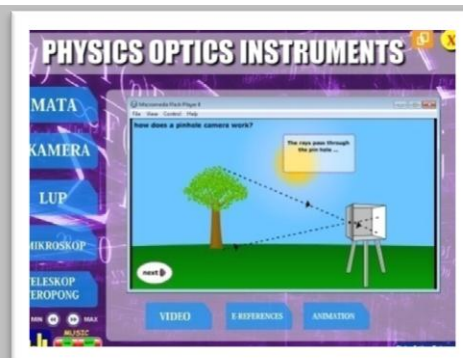 PHYSICS OPTICS INSTRUMENTS
X
MATA
KAMERA
LUP
MIKROSKOP
TELESKOP
TEROPONG
Macromedia Flash Player 8
File View Control Help
how does a pinhole camera work?
The rays pass through
the pin hole ...
next
VIDEO
E-REFERENCES
ANIMATION
MIN
MAX
MUSIC